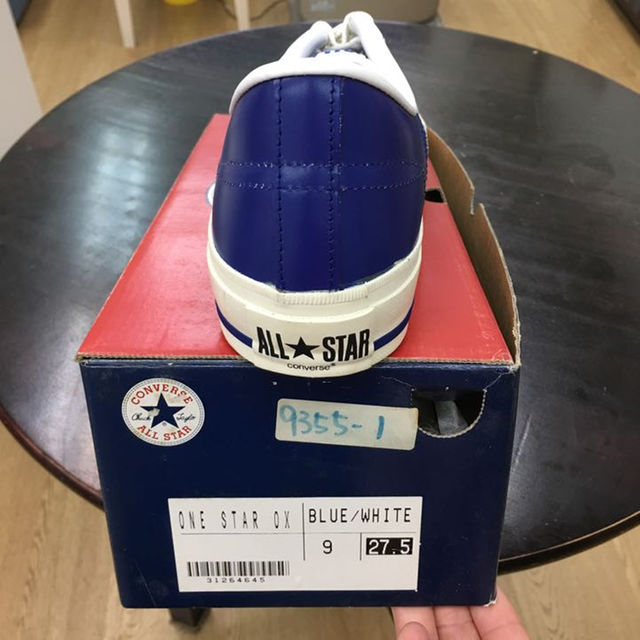 ALL★STAR
converse®
CONVERSE
Chuck Taylor
ALL STAR
9355-1
ONE STAR OX
BLUE/WHITE
9
27.5
31264645